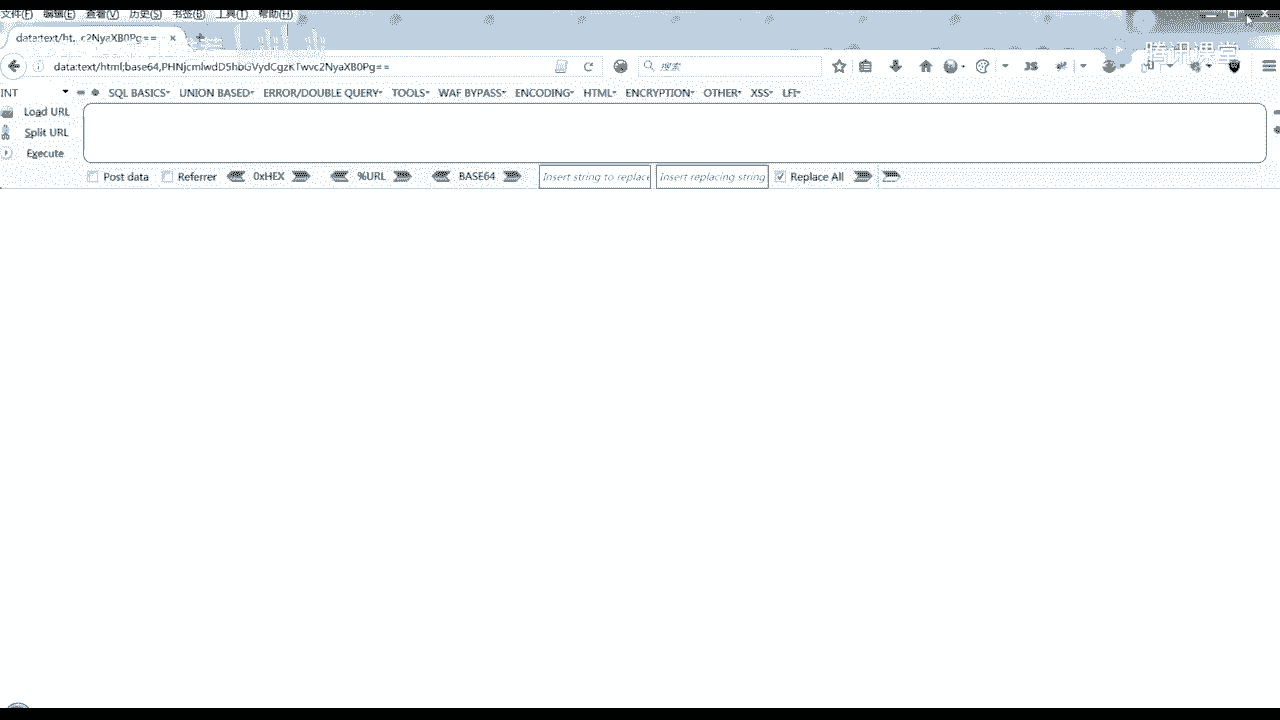 文件(F) 编辑(E) 查看(V) 历史(S) 书签(B) 工具(T) 帮助(H)
data:text/ht...c2NyaXB0Pg== × +
腾讯课堂
data:text/html;base64,PHNjcmlwdD5hbGVydCgzKTwvc2NyaXB0Pg== 搜索 JS
INT SQL BASICS UNION BASED ERROR/DOUBLE QUERY TOOLS WAF BYPASS ENCODING HTML ENCRYPTION OTHER XSS LFI
Load URL
Split URL
Execute
Post data Referrer 0xHEX %URL BASE64 Insert string to replace Insert replacing string Replace All